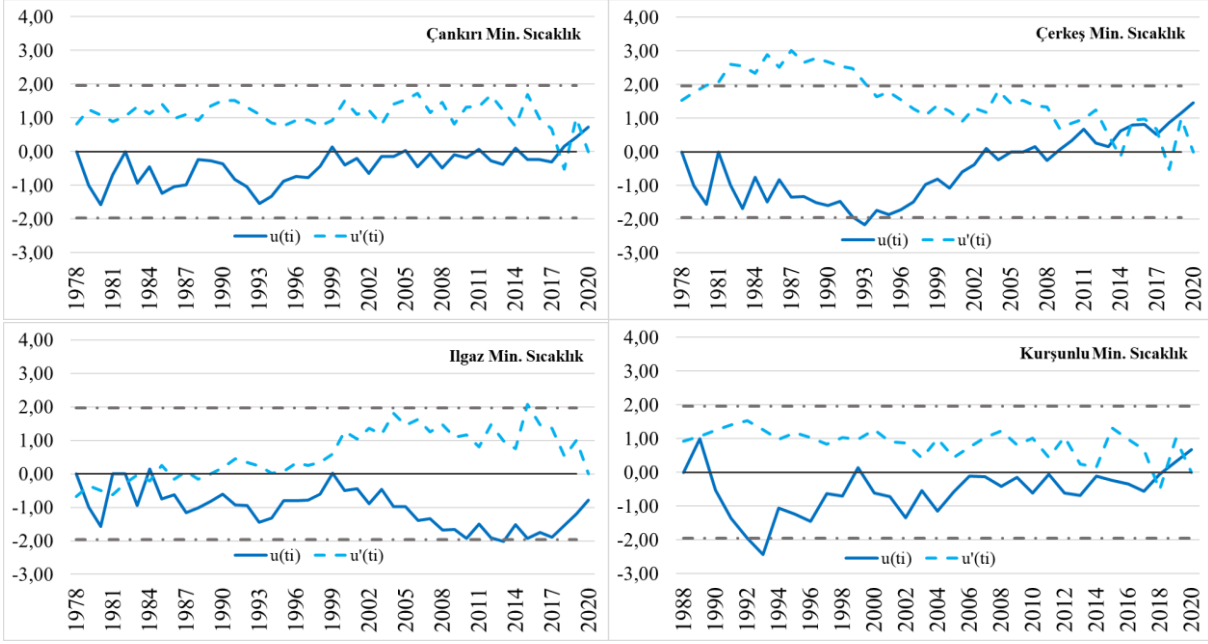 Çankırı Min. Sıcaklık
4,00
3,00
2,00
1,00
0,00
-1,00
-2,00
-3,00
u(ti) u'(ti)
1978 1981 1984 1987 1990 1993 1996 1999 2002 2005 2008 2011 2014 2017 2020
Çerkeş Min. Sıcaklık
4,00
3,00
2,00
1,00
0,00
-1,00
-2,00
-3,00
u(ti) u'(ti)
1978 1981 1984 1987 1990 1993 1996 1999 2002 2005 2008 2011 2014 2017 2020
Ilgaz Min. Sıcaklık
4,00
3,00
2,00
1,00
0,00
-1,00
-2,00
-3,00
u(ti) u'(ti)
1978 1981 1984 1987 1990 1993 1996 1999 2002 2005 2008 2011 2014 2017 2020
Kurşunlu Min. Sıcaklık
4,00
3,00
2,00
1,00
0,00
-1,00
-2,00
-3,00
u(ti) u'(ti)
1988 1990 1992 1994 1996 1998 2000 2002 2004 2006 2008 2010 2012 2014 2016 2018 2020